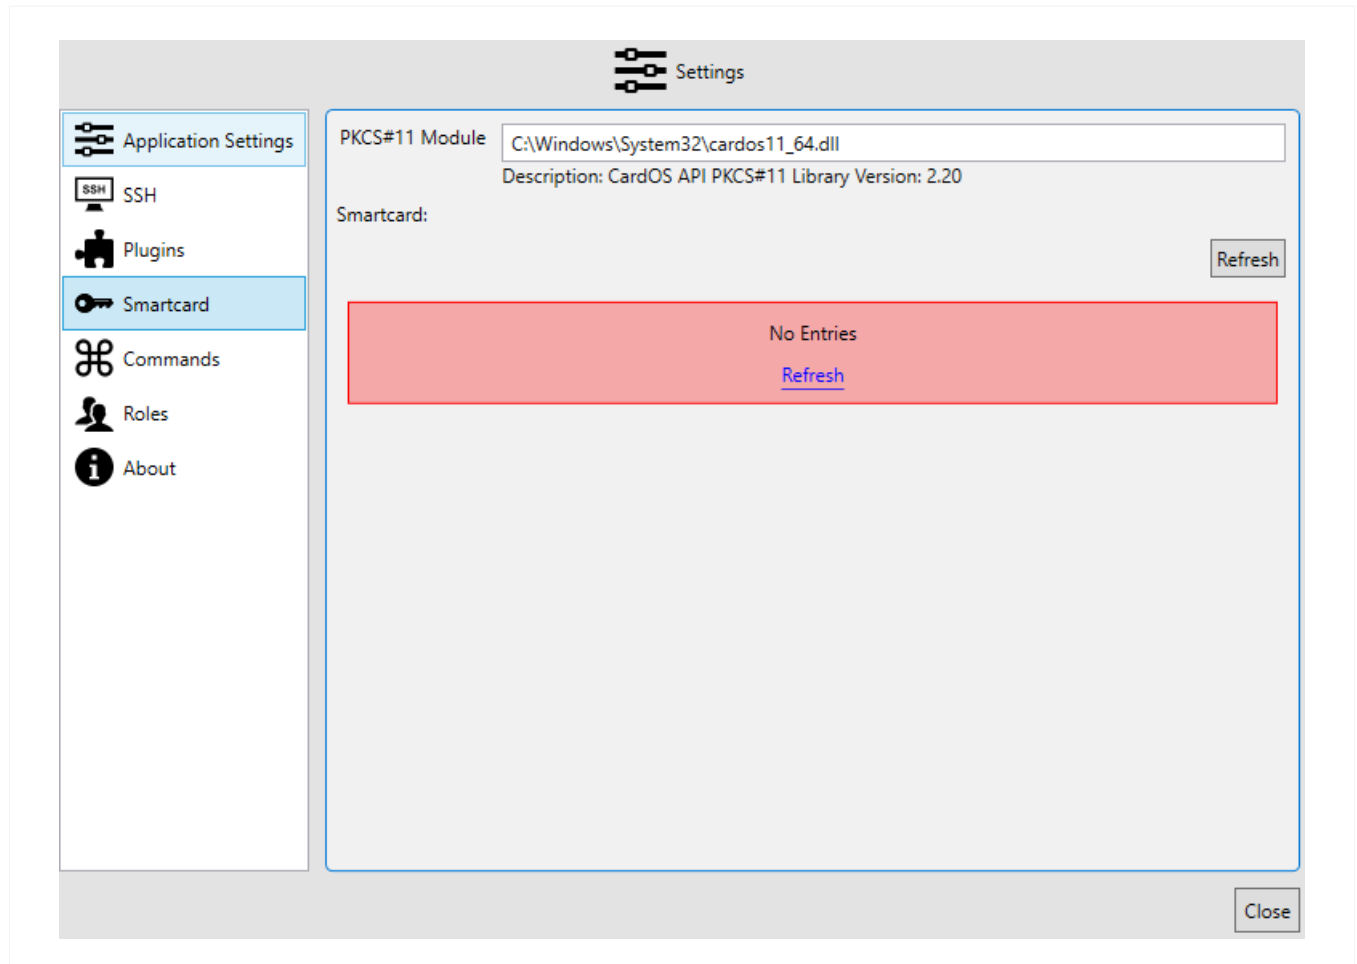 Settings
Application Settings
SSH
SSH
Plugins
Smartcard
Commands
Roles
About
PKCS#11 Module
C:\Windows\System32\cardos11_64.dll
Description: CardOS API PKCS#11 Library Version: 2.20
Smartcard:
Refresh
No Entries
Refresh
Close